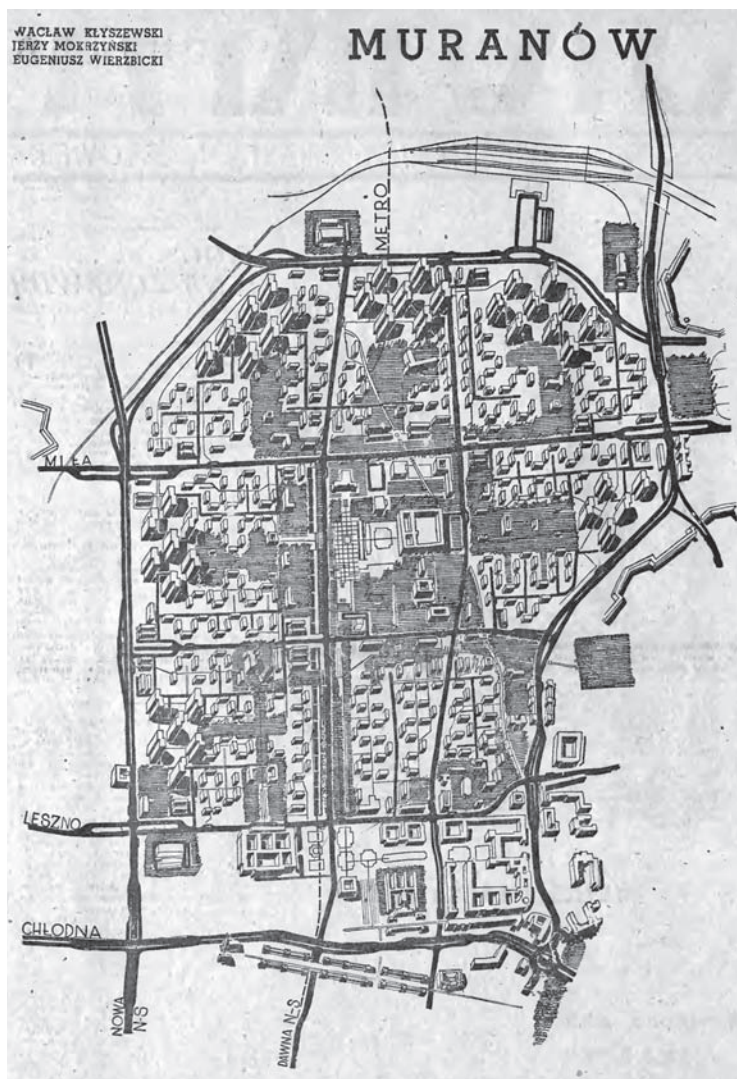 WACŁAW KŁYSZEWSKI
JERZY MOKRZYŃSKI
EUGENIUSZ WIERZBICKI
MURANÓW
METRO
MIŁA
LESZNO
CHŁODNA
NOWA
N-S
DAWNA N-S